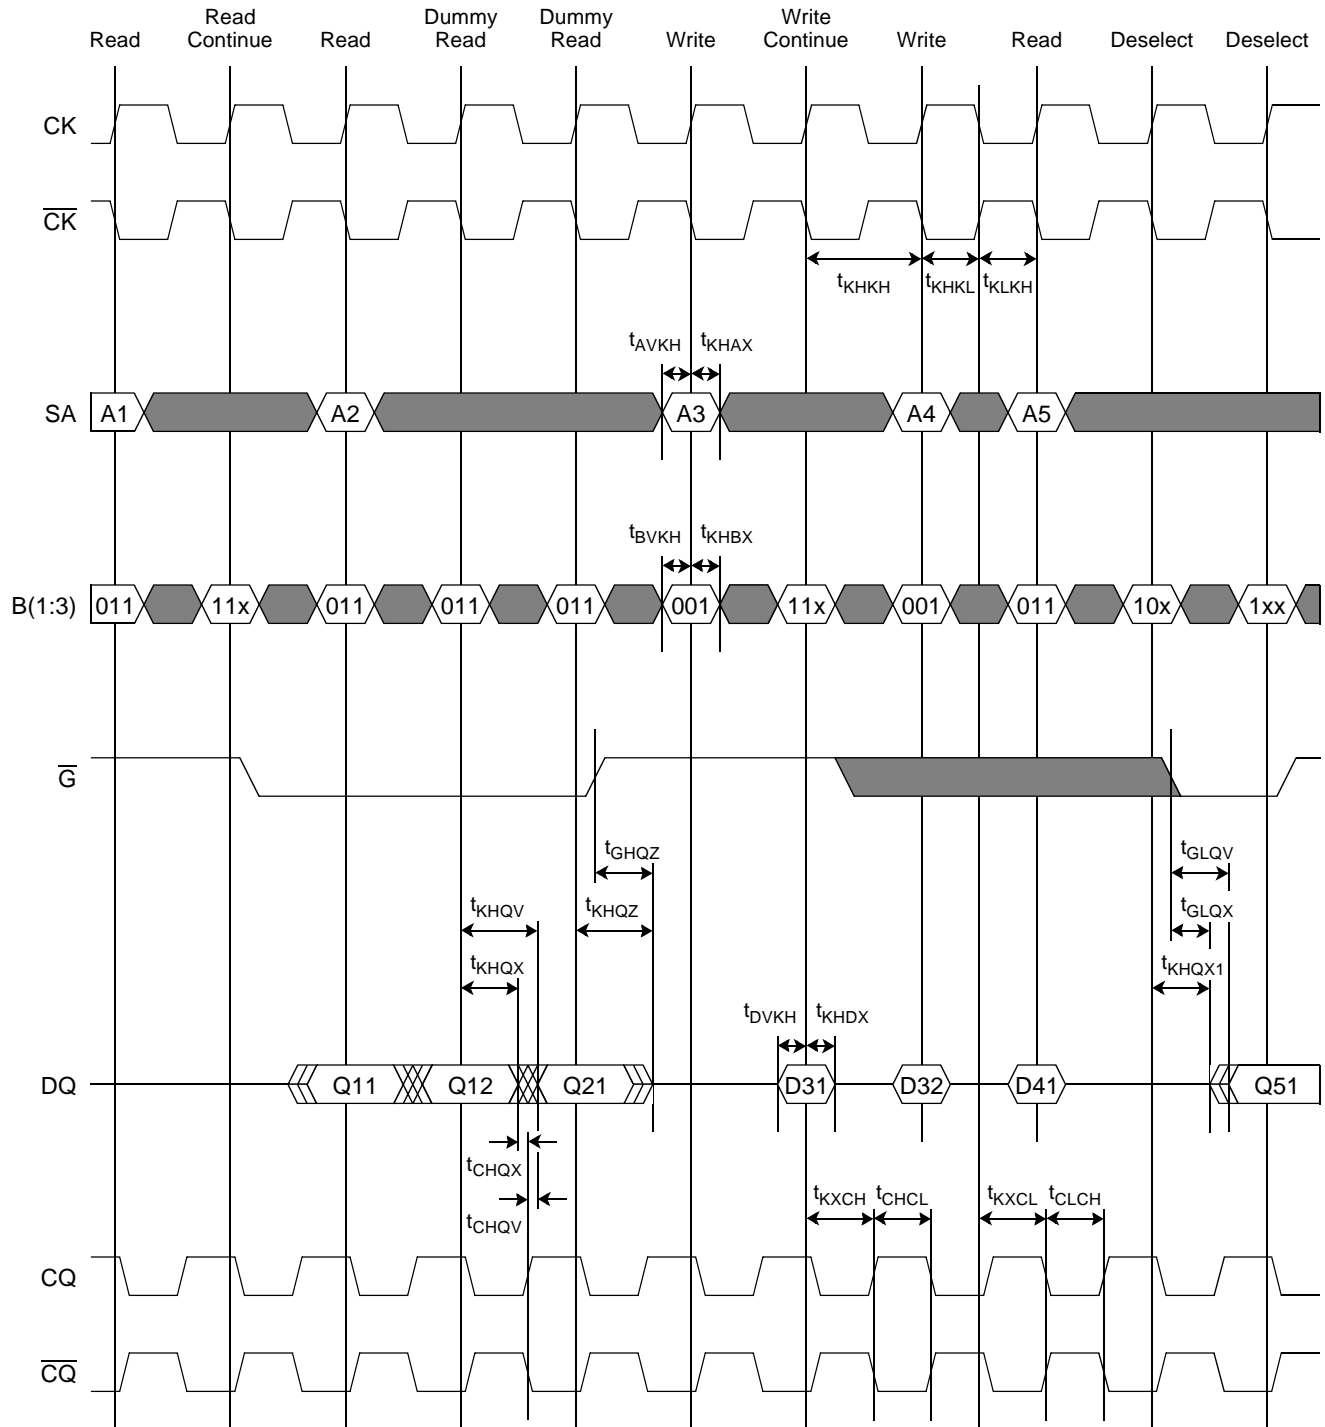 Read Dummy Dummy Write
Read Continue Read Read Read Write Continue Write Read Deselect Deselect
CK
CK
tKHKH tKHKL tKLKH
tAVKH tKHAX
SA A1 A2 A3 A4 A5
tBVKH tKHBX
B(1:3) 011 11x 011 011 011 001 11x 001 011 10x 1xx
G
tGHQZ tGLQV
tKHQV tKHQZ tGLQX
tKHQX tKHQX1
tDVKH tKHDX
DQ Q11 Q12 Q21 D31 D32 D41 Q51
tCHQX
tKXCH tCHCL tKXCL tCLCH
tCHQV
CQ
CQ